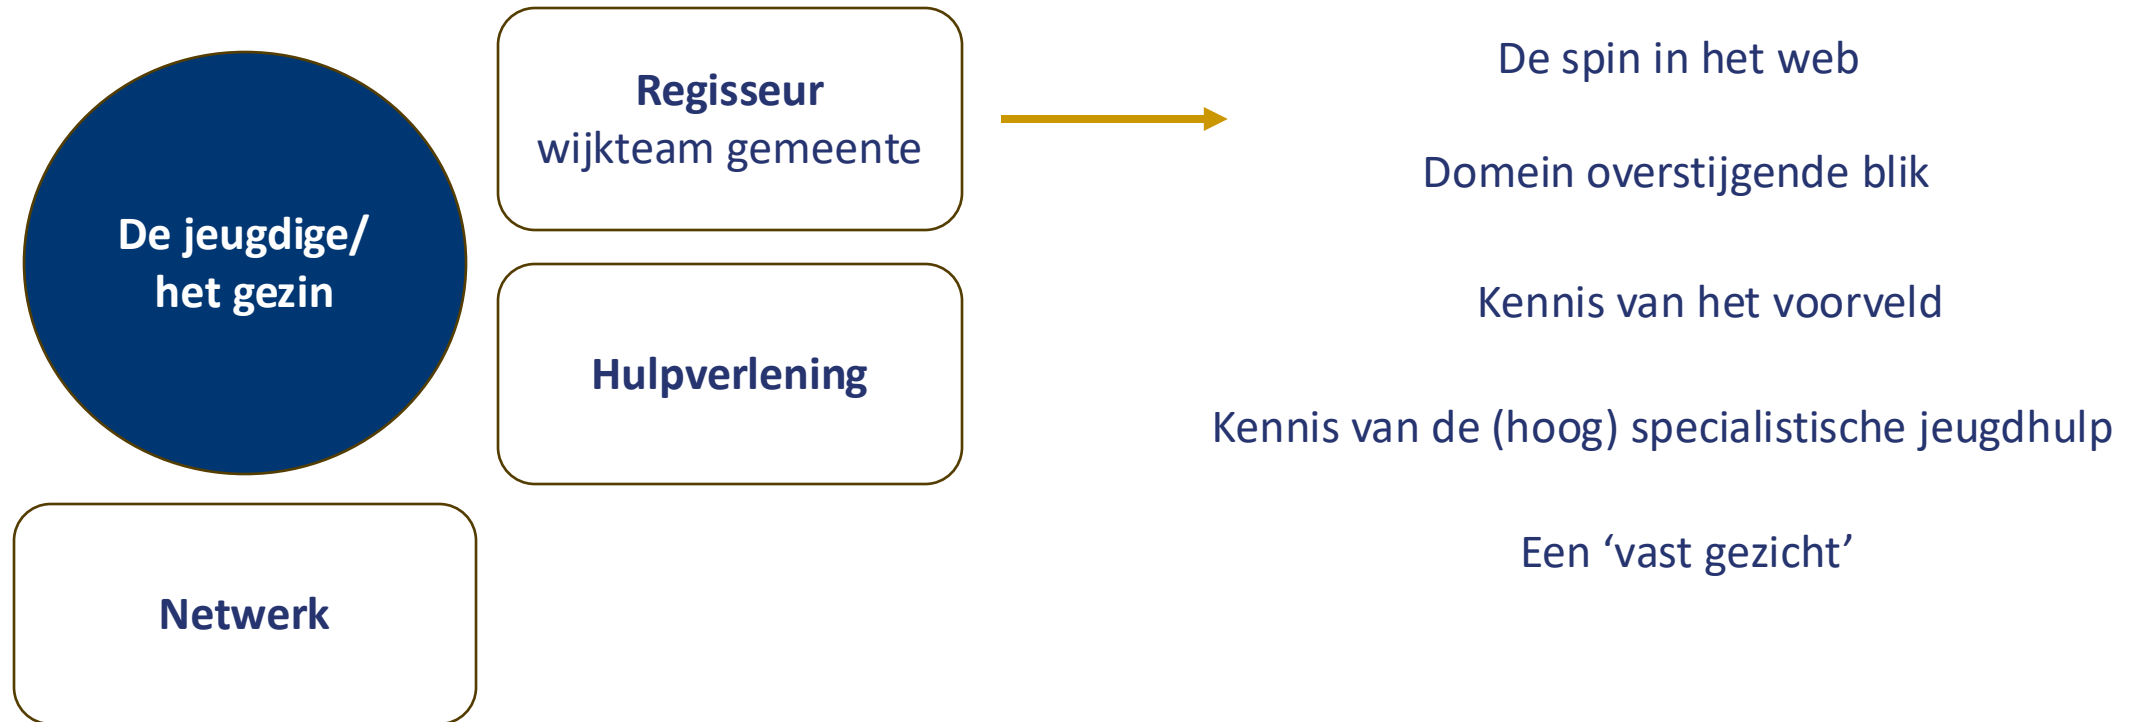 De jeugdige/
het gezin
Regisseur
wijkteam gemeente
Hulpverlening
Netwerk
De spin in het web
Domein overstijgende blik
Kennis van het voorveld
Kennis van de (hoog) specialistische jeugdhulp
Een ‘vast gezicht’